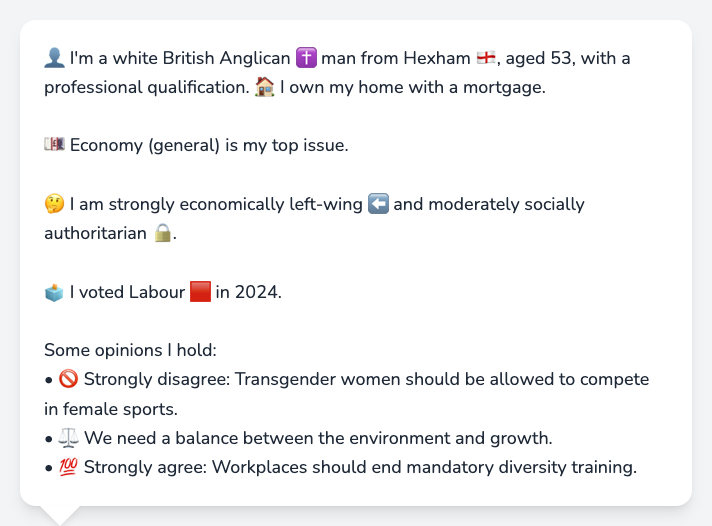 👤 I'm a white British Anglican ✝️ man from Hexham 🏴󠁧󠁢󠁥󠁮󠁧󠁿, aged 53, with a
professional qualification. 🏠 I own my home with a mortgage.
💷 Economy (general) is my top issue.
🤔 I am strongly economically left-wing ⬅️ and moderately socially
authoritarian 🔒.
🗳️ I voted Labour 🟥 in 2024.
Some opinions I hold:
• 🚫 Strongly disagree: Transgender women should be allowed to compete
in female sports.
• ⚖️ We need a balance between the environment and growth.
• 💯 Strongly agree: Workplaces should end mandatory diversity training.